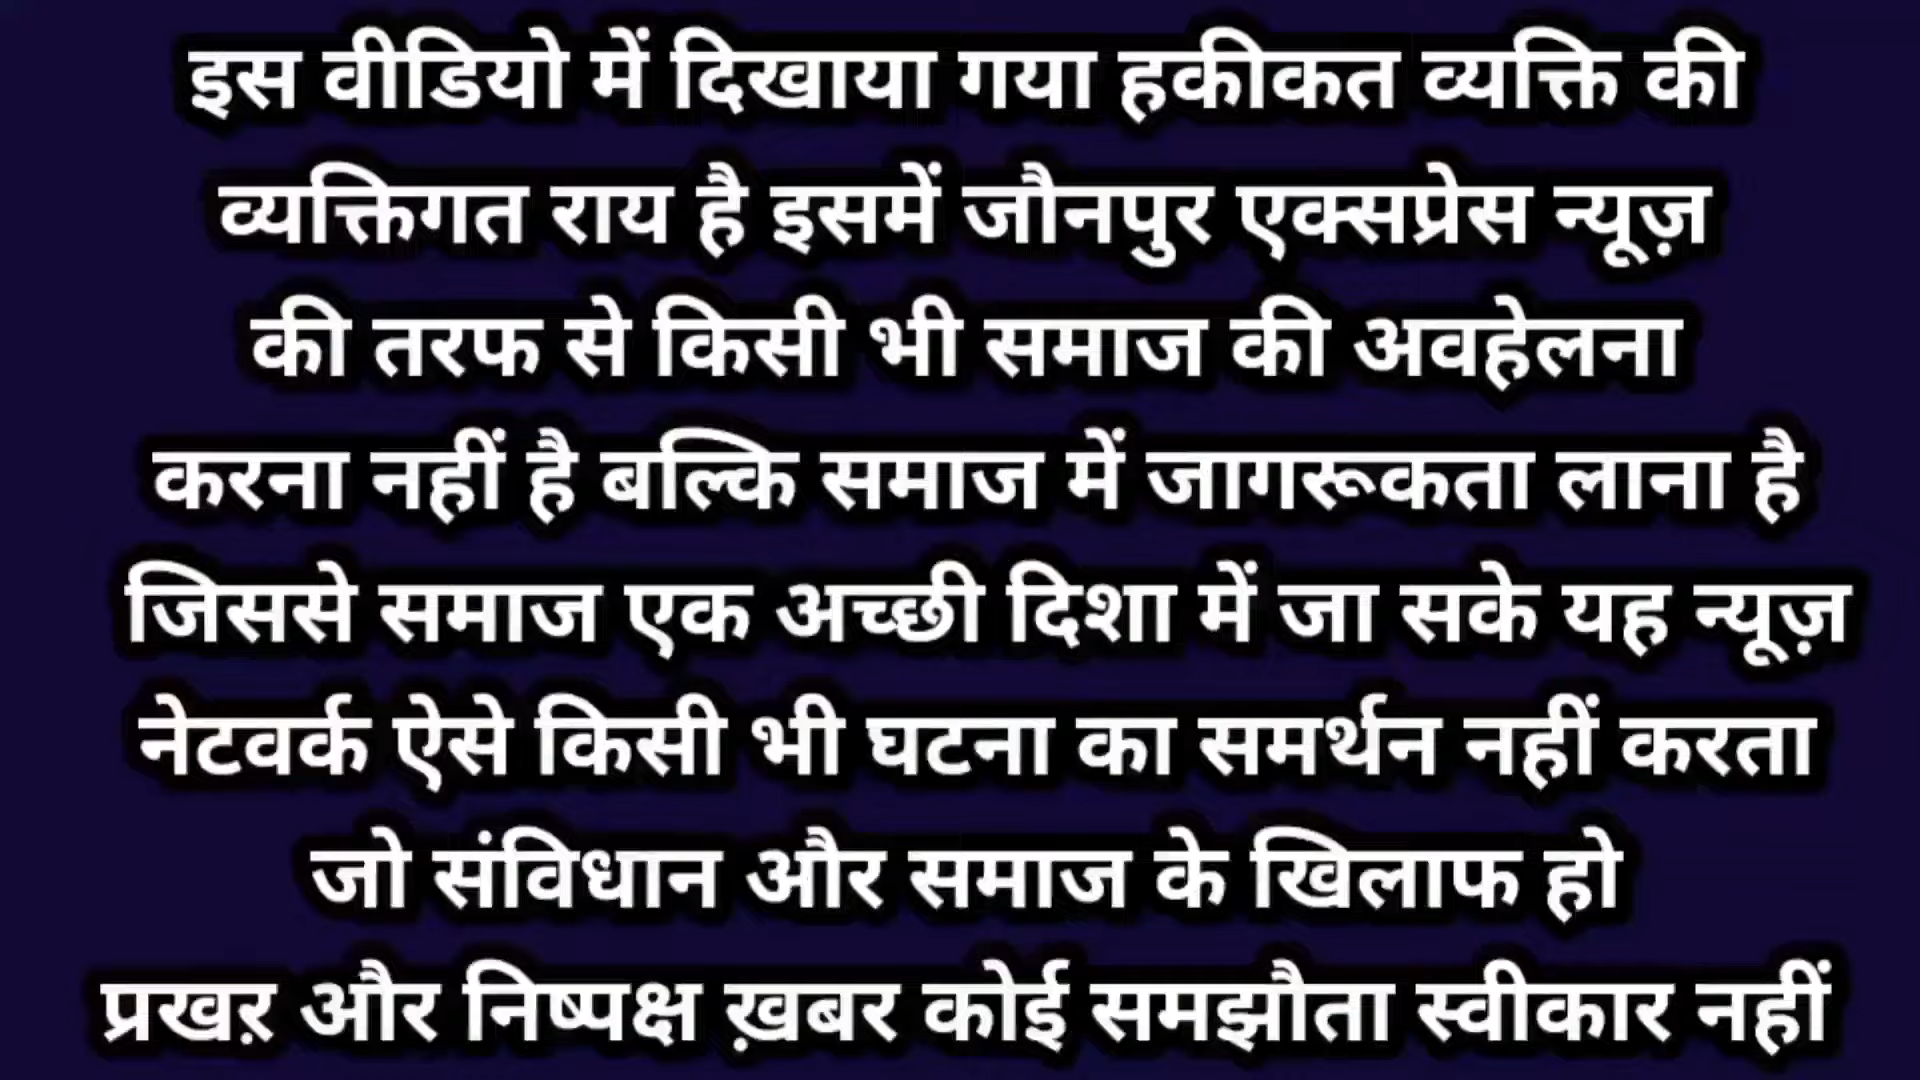 इस वीडियो में दिखाया गया हकीकत व्यक्ति की
व्यक्तिगत राय है इसमें जौनपुर एक्सप्रेस न्यूज़
की तरफ से किसी भी समाज की अवहेलना
करना नहीं है बल्कि समाज में जागरूकता लाना है
जिससे समाज एक अच्छी दिशा में जा सके यह न्यूज़
नेटवर्क ऐसे किसी भी घटना का समर्थन नहीं करता
जो संविधान और समाज के खिलाफ हो
प्रखऱ और निष्पक्ष ख़बर कोई समझौता स्वीकार नहीं